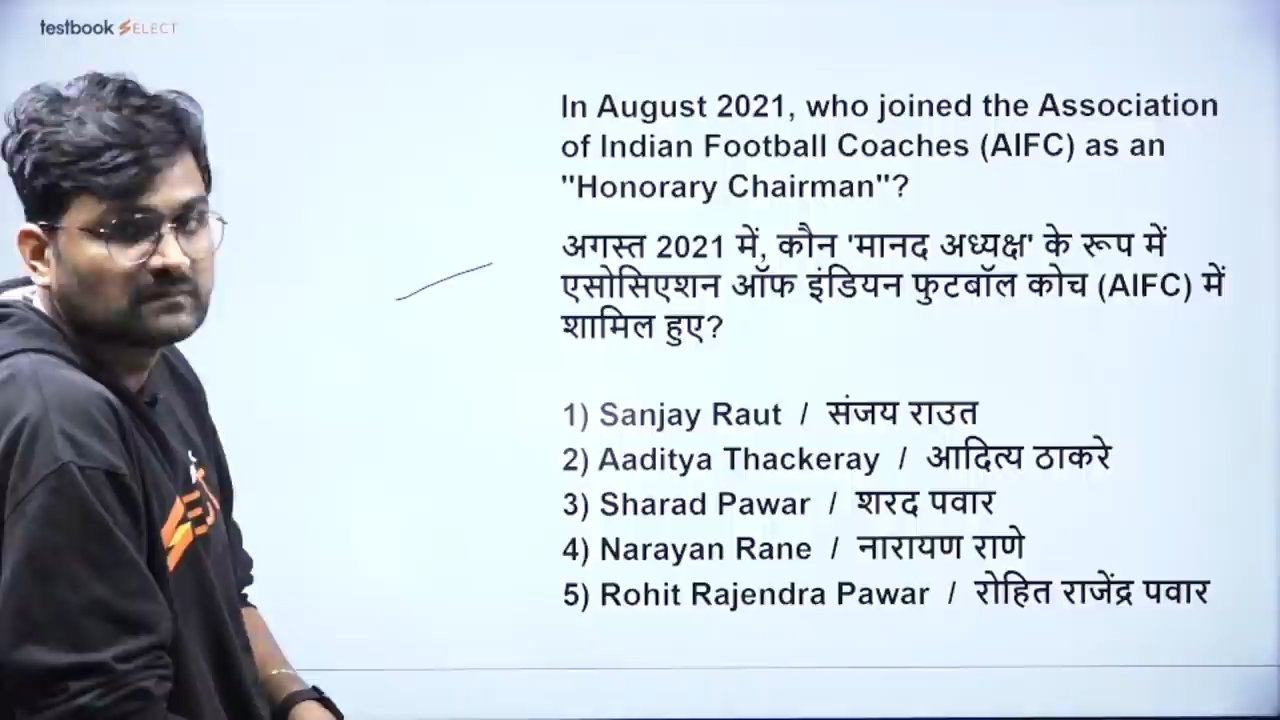 testbook SELECT
In August 2021, who joined the Association
of Indian Football Coaches (AIFC) as an
"Honorary Chairman"?
अगस्त 2021 में, कौन 'मानद अध्यक्ष' के रूप में
एसोसिएशन ऑफ इंडियन फुटबॉल कोच (AIFC) में
शामिल हुए?
1) Sanjay Raut / संजय राउत
2) Aaditya Thackeray / आदित्य ठाकरे
3) Sharad Pawar / शरद पवार
4) Narayan Rane / नारायण राणे
5) Rohit Rajendra Pawar / रोहित राजेंद्र पवार